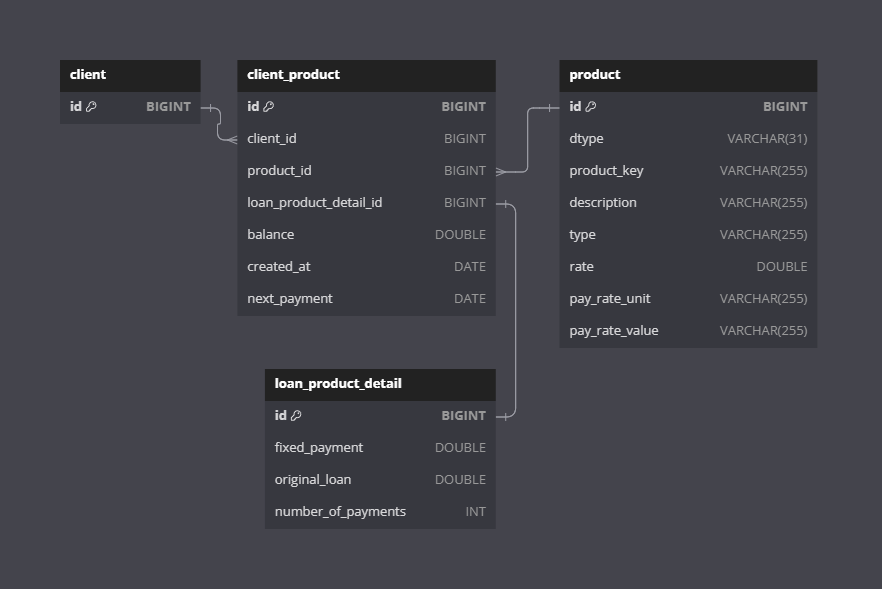 client
id BIGINT
client_product
id BIGINT
client_id BIGINT
product_id BIGINT
loan_product_detail_id BIGINT
balance DOUBLE
created_at DATE
next_payment DATE
product
id BIGINT
dtype VARCHAR(31)
product_key VARCHAR(255)
description VARCHAR(255)
type VARCHAR(255)
rate DOUBLE
pay_rate_unit VARCHAR(255)
pay_rate_value VARCHAR(255)
loan_product_detail
id BIGINT
fixed_payment DOUBLE
original_loan DOUBLE
number_of_payments INT